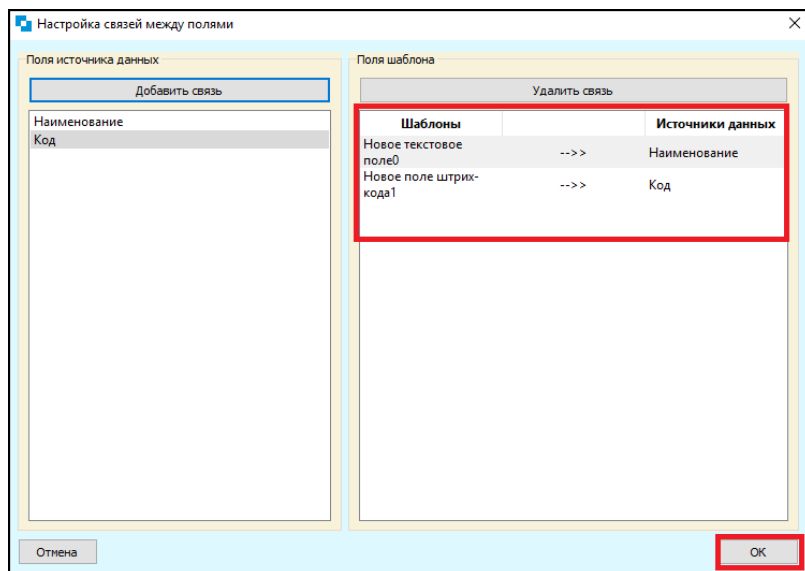 Настройка связей между полями
Поля источника данных
Добавить связь
Наименование
Код
Поля шаблона
Удалить связь
Шаблоны Источники данных
Новое текстовое
поле0 -->> Наименование
Новое поле штрих-
кода1 -->> Код
Отмена
OK